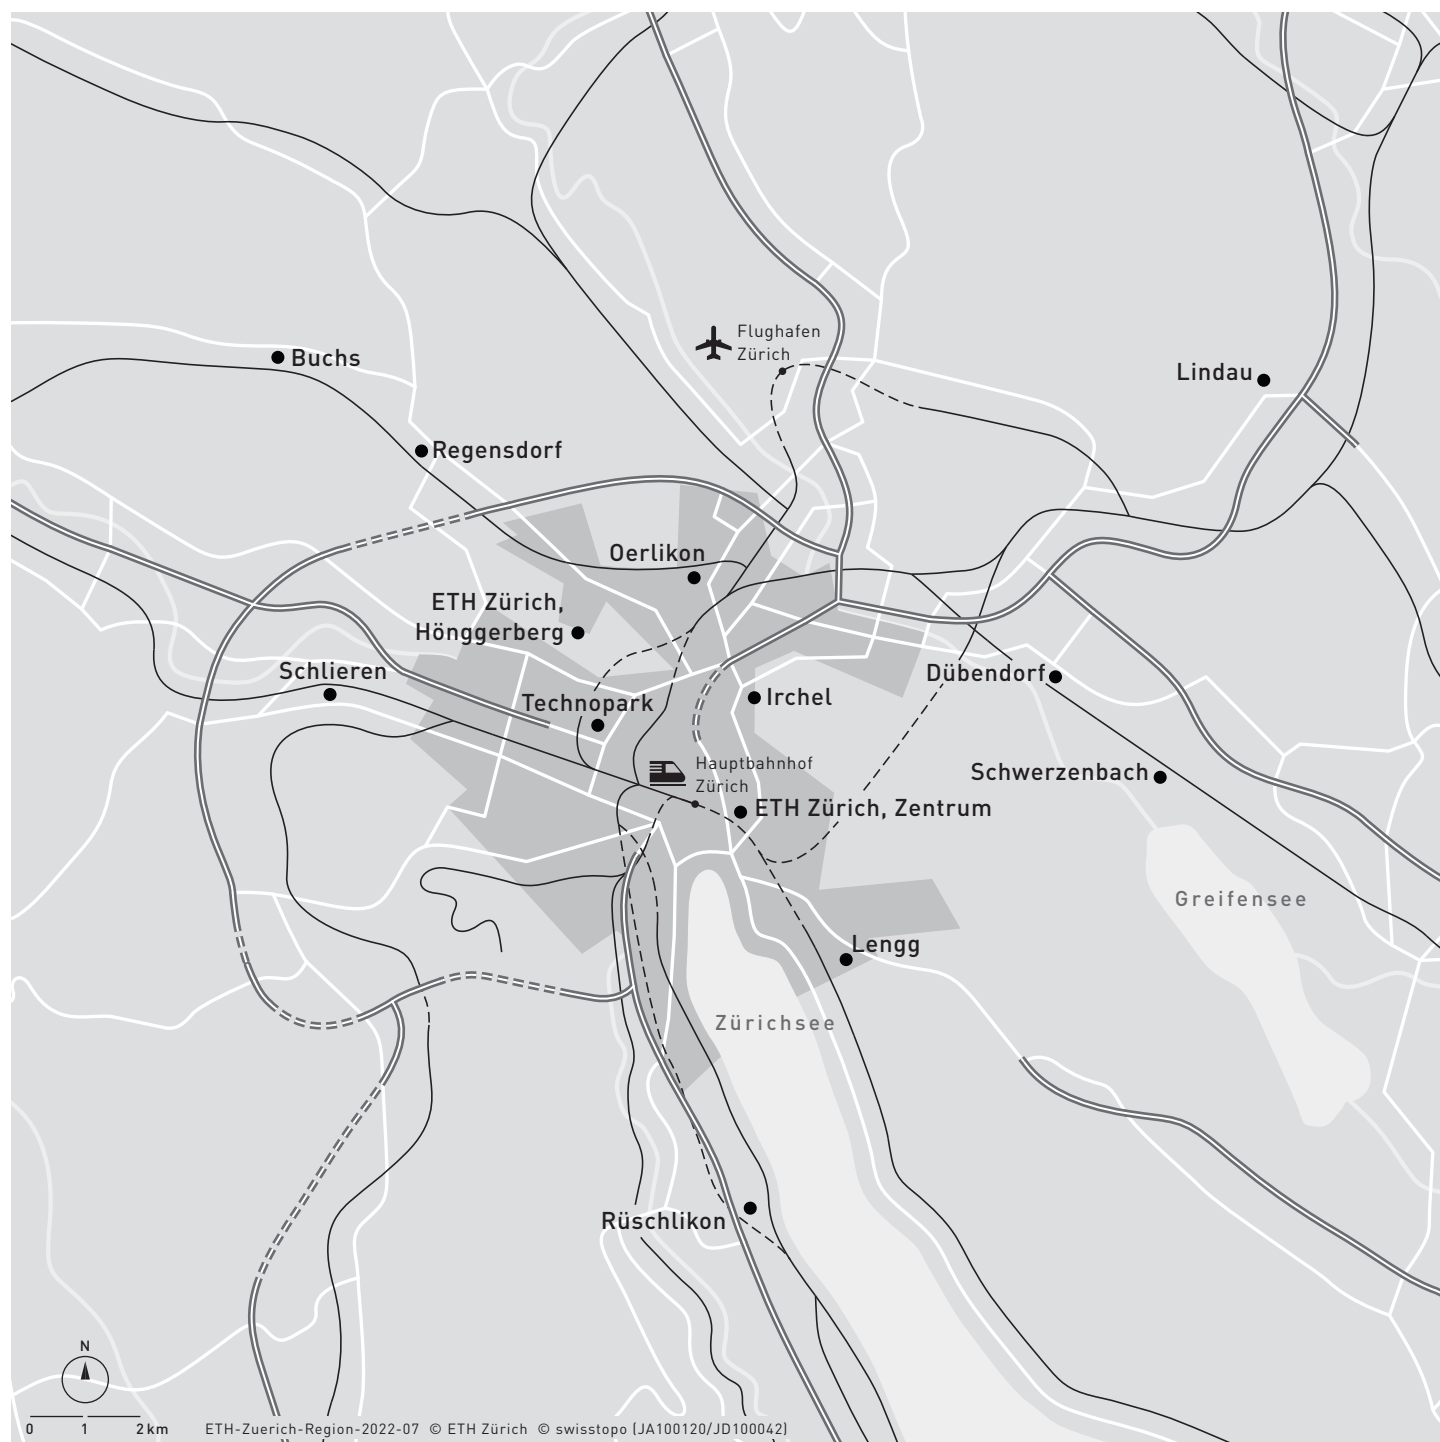 Flughafen
Zürich
Buchs
Lindau
Regensdorf
Oerlikon
ETH Zürich,
Hönggerberg
Schlieren
Dübendorf
Technopark
Irchel
Hauptbahnhof
Zürich
Schwerzenbach
ETH Zürich, Zentrum
Greifensee
Lengg
Zürichsee
Rüschlikon
N
0 1 2 km
ETH-Zuerich-Region-2022-07 © ETH Zürich © swisstopo (JA100120/JD100042)